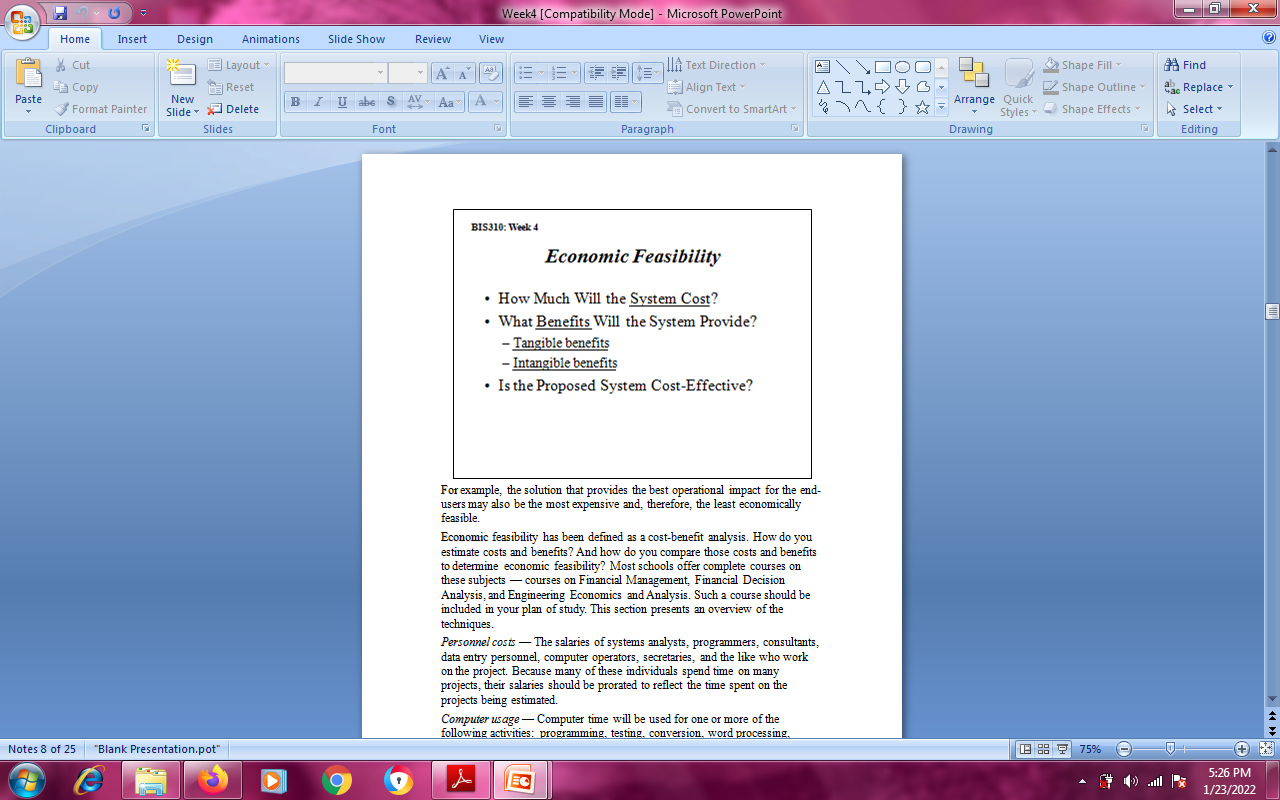 Week4 [Compatibility Mode] - Microsoft PowerPoint
Home Insert Design Animations Slide Show Review View
Paste
Cut
Copy
Format Painter
Clipboard
New
Slide
Layout
Reset
Delete
Slides
B I U abc S AV Aa A
Font
Text Direction
Align Text
Convert to SmartArt
Paragraph
Arrange
Quick
Styles
Shape Fill
Shape Outline
Shape Effects
Drawing
Find
Replace
Select
Editing
BIS310: Week 4
Economic Feasibility
• How Much Will the System Cost?
• What Benefits Will the System Provide?
– Tangible benefits
– Intangible benefits
• Is the Proposed System Cost-Effective?
For example, the solution that provides the best operational impact for the end-
users may also be the most expensive and, therefore, the least economically
feasible.
Economic feasibility has been defined as a cost-benefit analysis. How do you
estimate costs and benefits? And how do you compare those costs and benefits
to determine economic feasibility? Most schools offer complete courses on
these subjects — courses on Financial Management, Financial Decision
Analysis, and Engineering Economics and Analysis. Such a course should be
included in your plan of study. This section presents an overview of the
techniques.
Personnel costs — The salaries of systems analysts, programmers, consultants,
data entry personnel, computer operators, secretaries, and the like who work
on the project. Because many of these individuals spend time on many
projects, their salaries should be prorated to reflect the time spent on the
projects being estimated.
Computer usage — Computer time will be used for one or more of the
following activities: programming, testing, conversion, word processing,
Notes 8 of 25 "Blank Presentation.pot" 75%
5:26 PM
1/23/2022